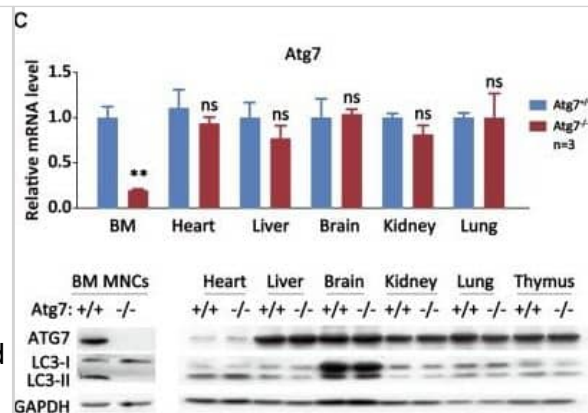 C
Atg7
Relative mRNA level
1.5
1.0
0.5
0.0
** ns ns ns ns ns
BM Heart Liver Brain Kidney Lung
Atg7+/
Atg7-/-
n=3
BM MNCs Heart Liver Brain Kidney Lung Thymus
Atg7: +/+ -/- +/+ -/- +/+ -/- +/+ -/- +/+ -/- +/+ -/- +/+ -/-
ATG7
d
LC3-I
LC3-II
GAPDH